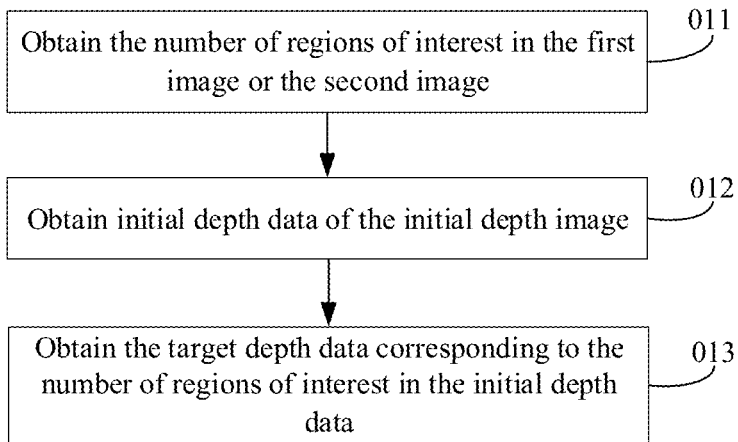 Obtain the number of regions of interest in the first
image or the second image
011
Obtain initial depth data of the initial depth image
012
Obtain the target depth data corresponding to the
number of regions of interest in the initial depth
data
013